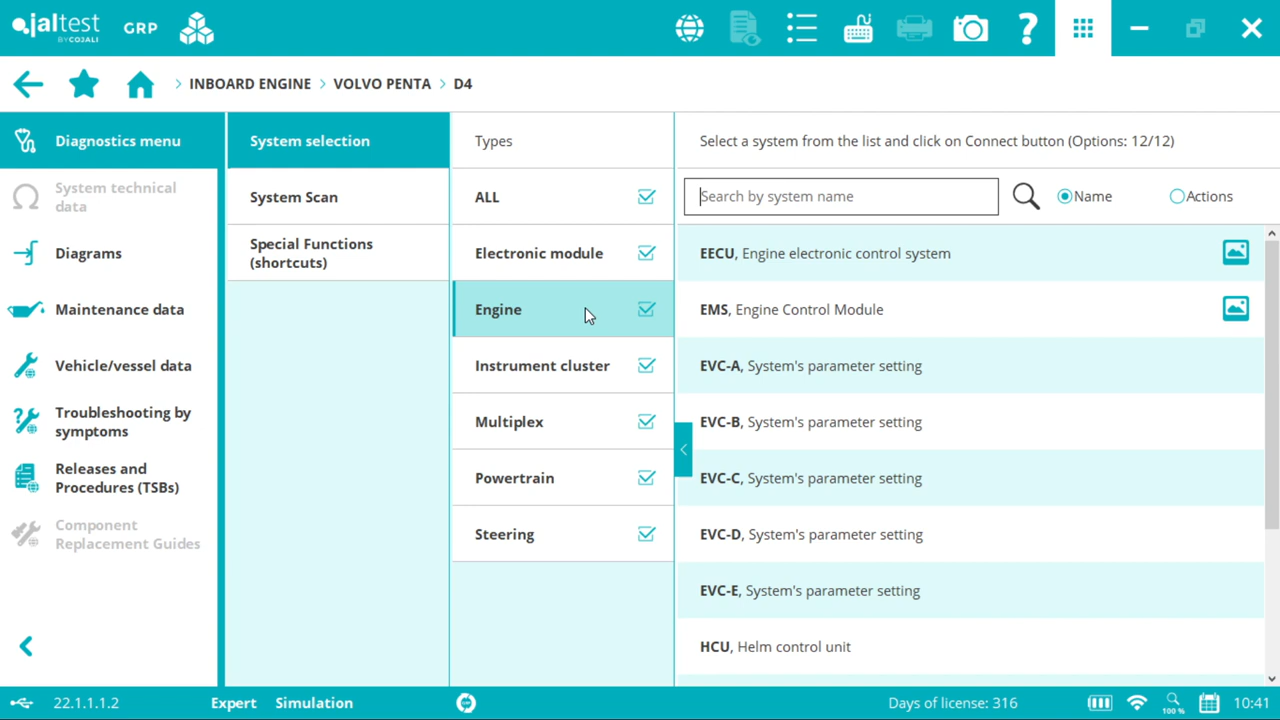 jaltest
BY COJALI
GRP
INBOARD ENGINE > VOLVO PENTA > D4
Diagnostics menu
System technical
data
Diagrams
Maintenance data
Vehicle/vessel data
Troubleshooting by
symptoms
Releases and
Procedures (TSBs)
Component
Replacement Guides
System selection
System Scan
Special Functions
(shortcuts)
Types
ALL
Electronic module
Engine
Instrument cluster
Multiplex
Powertrain
Steering
Select a system from the list and click on Connect button (Options: 12/12)
Search by system name
Name
Actions
EECU, Engine electronic control system
EMS, Engine Control Module
EVC-A, System's parameter setting
EVC-B, System's parameter setting
EVC-C, System's parameter setting
EVC-D, System's parameter setting
EVC-E, System's parameter setting
HCU, Helm control unit
22.1.1.1.2
Expert
Simulation
Days of license: 316
100 %
10:41